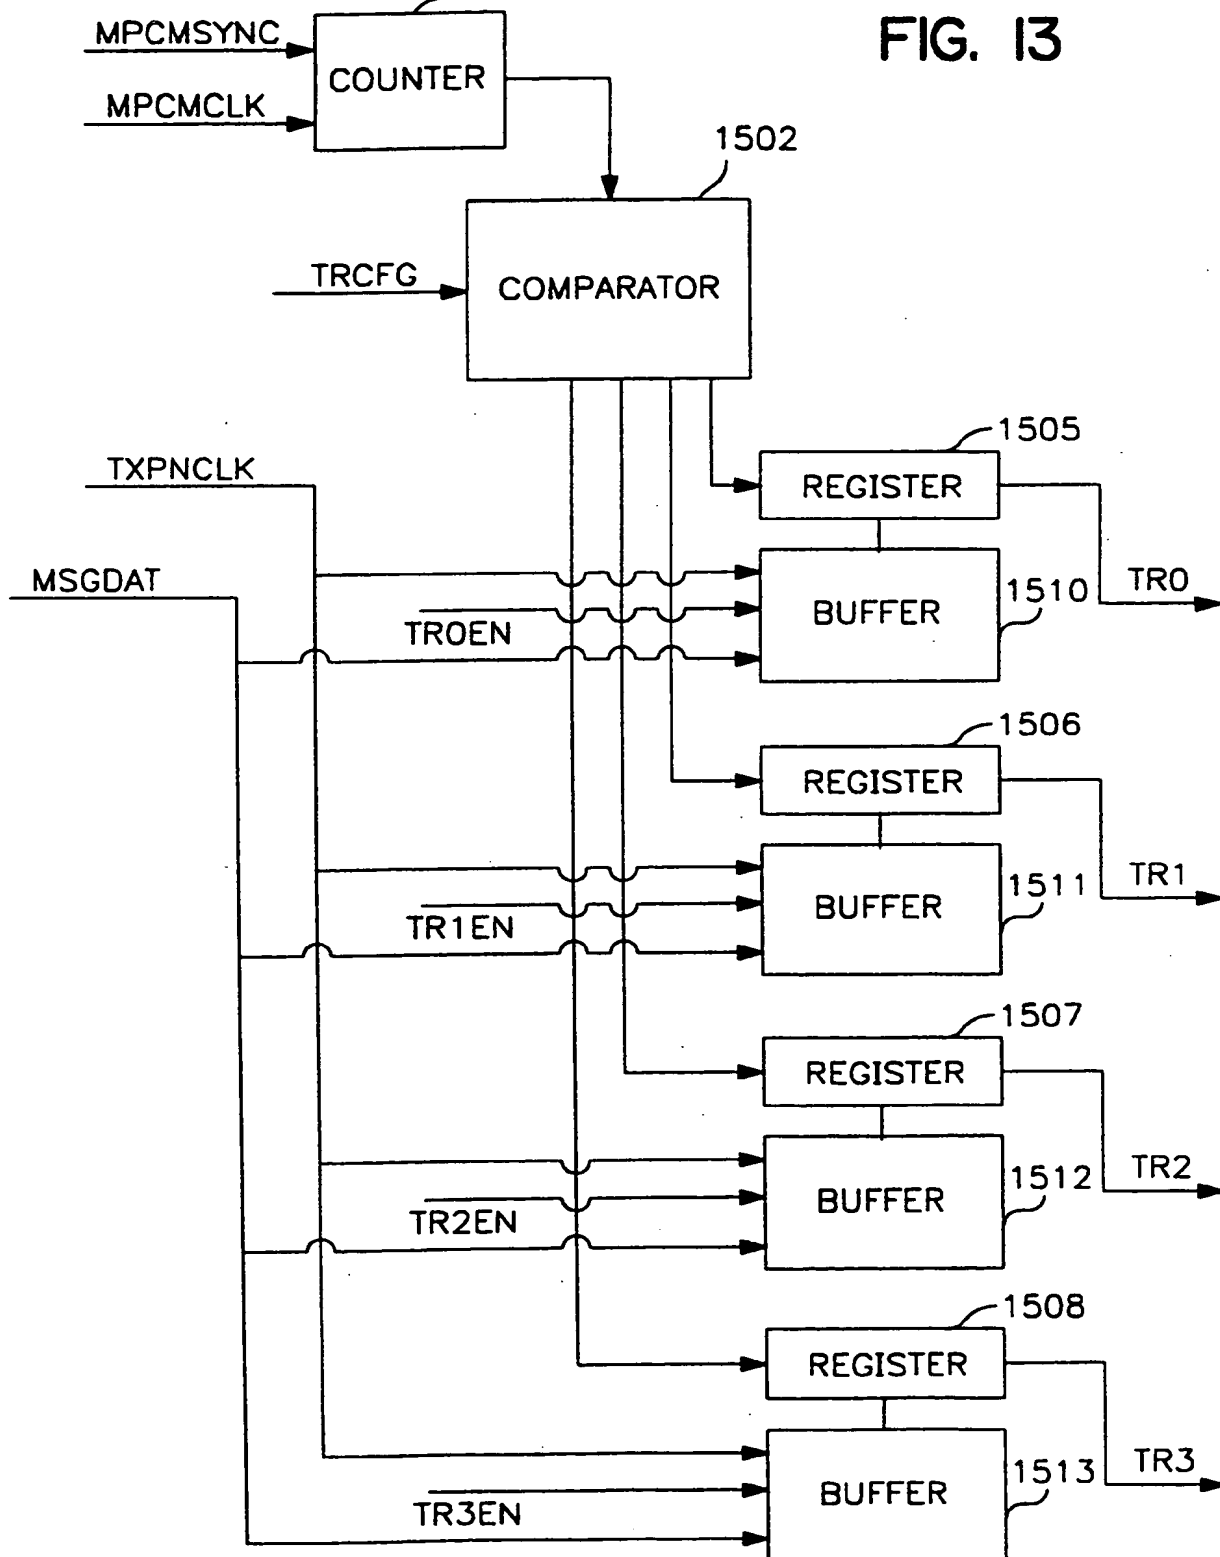 FIG. 13
MPCMSYNC
COUNTER
MPCMCLK
1502
TRCFG
COMPARATOR
1505
TXPNCLK
REGISTER
MSGDAT
TR0
1510
BUFFER
TR0EN
1506
REGISTER
TR1
1511
BUFFER
TR1EN
1507
REGISTER
TR2
1512
BUFFER
TR2EN
1508
REGISTER
TR3
1513
BUFFER
TR3EN